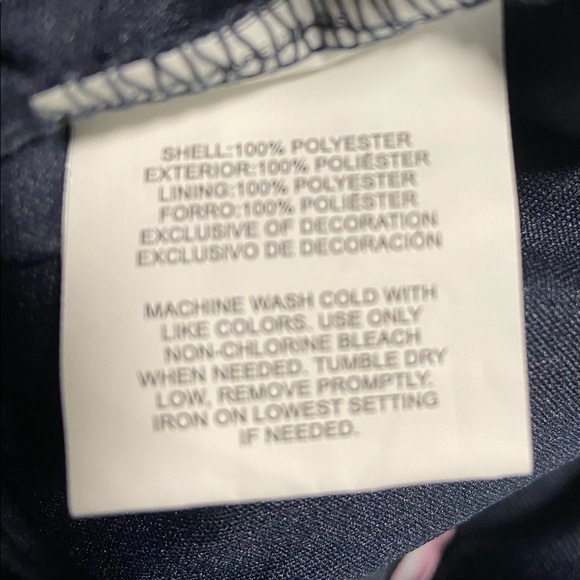 SHELL:100% POLYESTER
EXTERIOR:100% POLIÉSTER
LINING:100% POLYESTER
FORRO:100% POLIÉSTER
EXCLUSIVE OF DECORATION
EXCLUSIVO DE DECORACIÓN
MACHINE WASH COLD WITH
LIKE COLORS. USE ONLY
NON-CHLORINE BLEACH
WHEN NEEDED. TUMBLE DRY
LOW, REMOVE PROMPTLY.
IRON ON LOWEST SETTING
IF NEEDED.